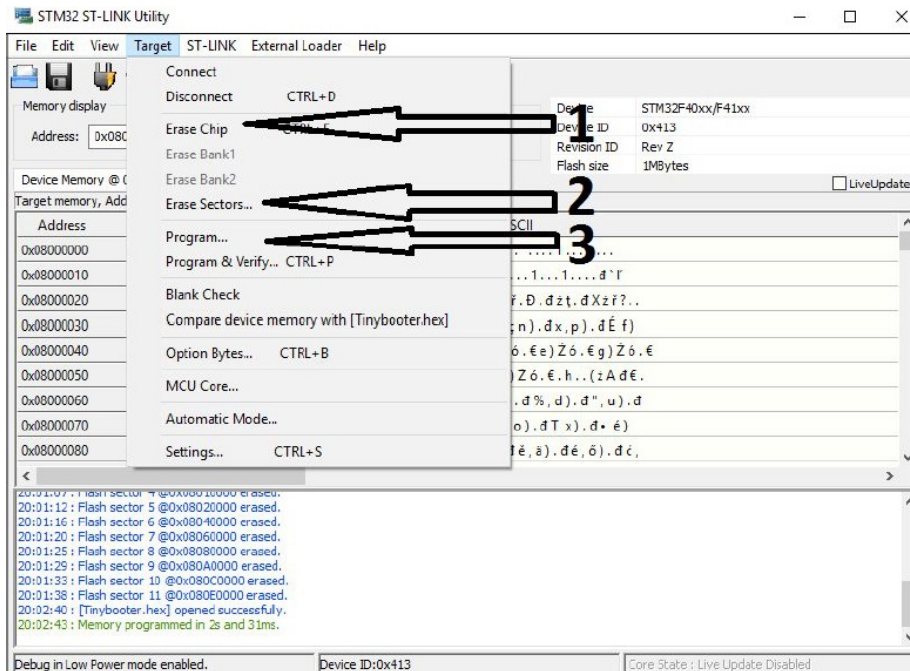 STM32 ST-LINK Utility
File Edit View Target ST-LINK External Loader Help
Connect
Disconnect CTRL+D
Erase Chip
Erase Bank1
Erase Bank2
Erase Sectors...
Program...
Program & Verify... CTRL+P
Blank Check
Compare device memory with [Tinybooter.hex]
Option Bytes... CTRL+B
MCU Core...
Automatic Mode...
Settings... CTRL+S
1
2
3
Memory display
Address: 0x080
Device STM32F40xx/F41xx
Device ID 0x413
Revision ID Rev Z
Flash size 1MBytes
LiveUpdate
Device Memory @
Target memory, Add
Address
0x08000000
0x08000010
0x08000020
0x08000030
0x08000040
0x08000050
0x08000060
0x08000070
0x08000080
20:01:12 : Flash sector 5 @0x08020000 erased.
20:01:16 : Flash sector 6 @0x08040000 erased.
20:01:20 : Flash sector 7 @0x08060000 erased.
20:01:25 : Flash sector 8 @0x08080000 erased.
20:01:29 : Flash sector 9 @0x080A0000 erased.
20:01:33 : Flash sector 10 @0x080C0000 erased.
20:01:38 : Flash sector 11 @0x080E0000 erased.
20:02:40 : [Tinybooter.hex] opened successfully.
20:02:43 : Memory programmed in 2s and 31ms.
Debug in Low Power mode enabled.
Device ID:0x413
Core State : Live Update Disabled